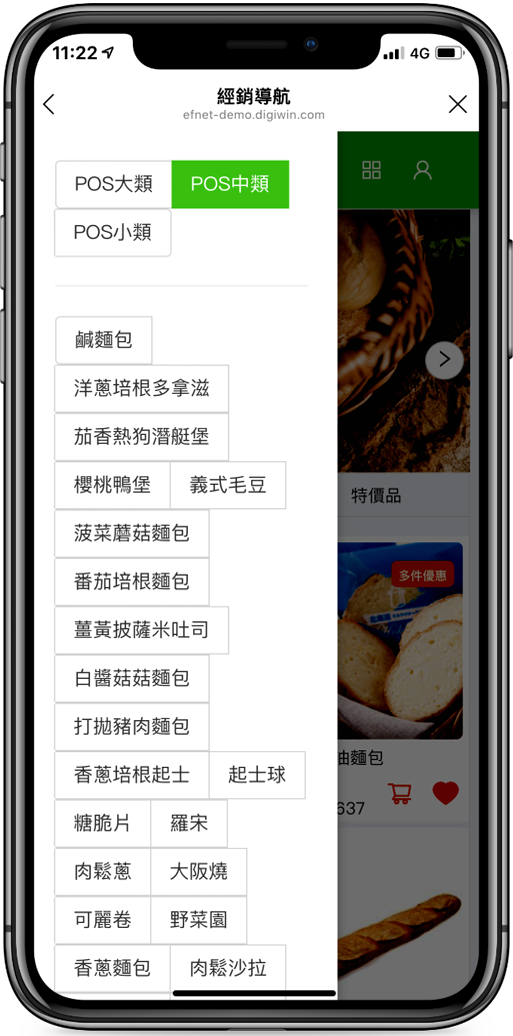 11:22
4G
經銷導航
efnet-demo.digiwin.com
POS大類 POS中類
POS小類
鹹麵包
洋蔥培根多拿滋
茄香熱狗潛艇堡
櫻桃鴨堡 義式毛豆
特價品
菠菜蘑菇麵包
番茄培根麵包
多件優惠
薑黃披薩米吐司
白醬菇菇麵包
打拋豬肉麵包
油麵包
香蔥培根起士 起士球
637
糖脆片 羅宋
肉鬆蔥 大阪燒
可麗卷 野菜園
香蔥麵包 肉鬆沙拉